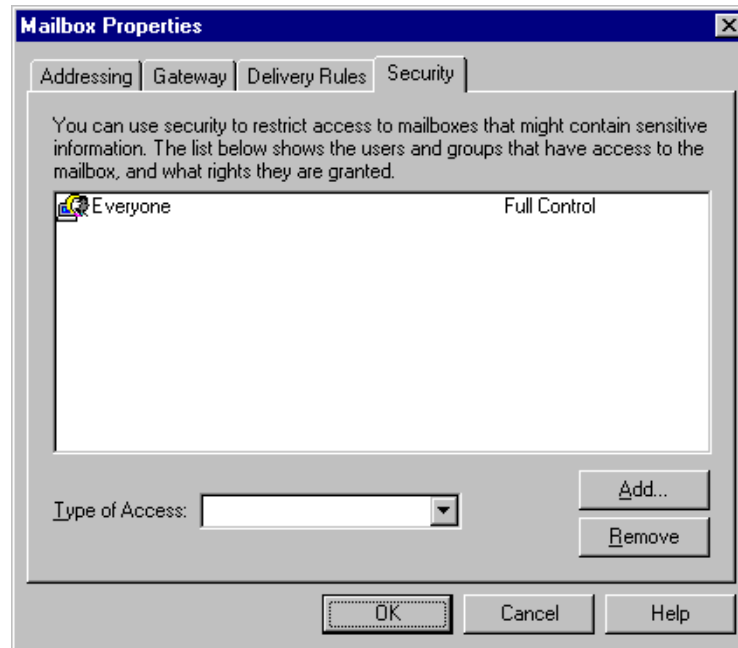 Mailbox Properties
Addressing Gateway Delivery Rules Security
You can use security to restrict access to mailboxes that might contain sensitive
information. The list below shows the users and groups that have access to the
mailbox, and what rights they are granted.
Everyone Full Control
Add...
Type of Access:
Remove
OK Cancel Help